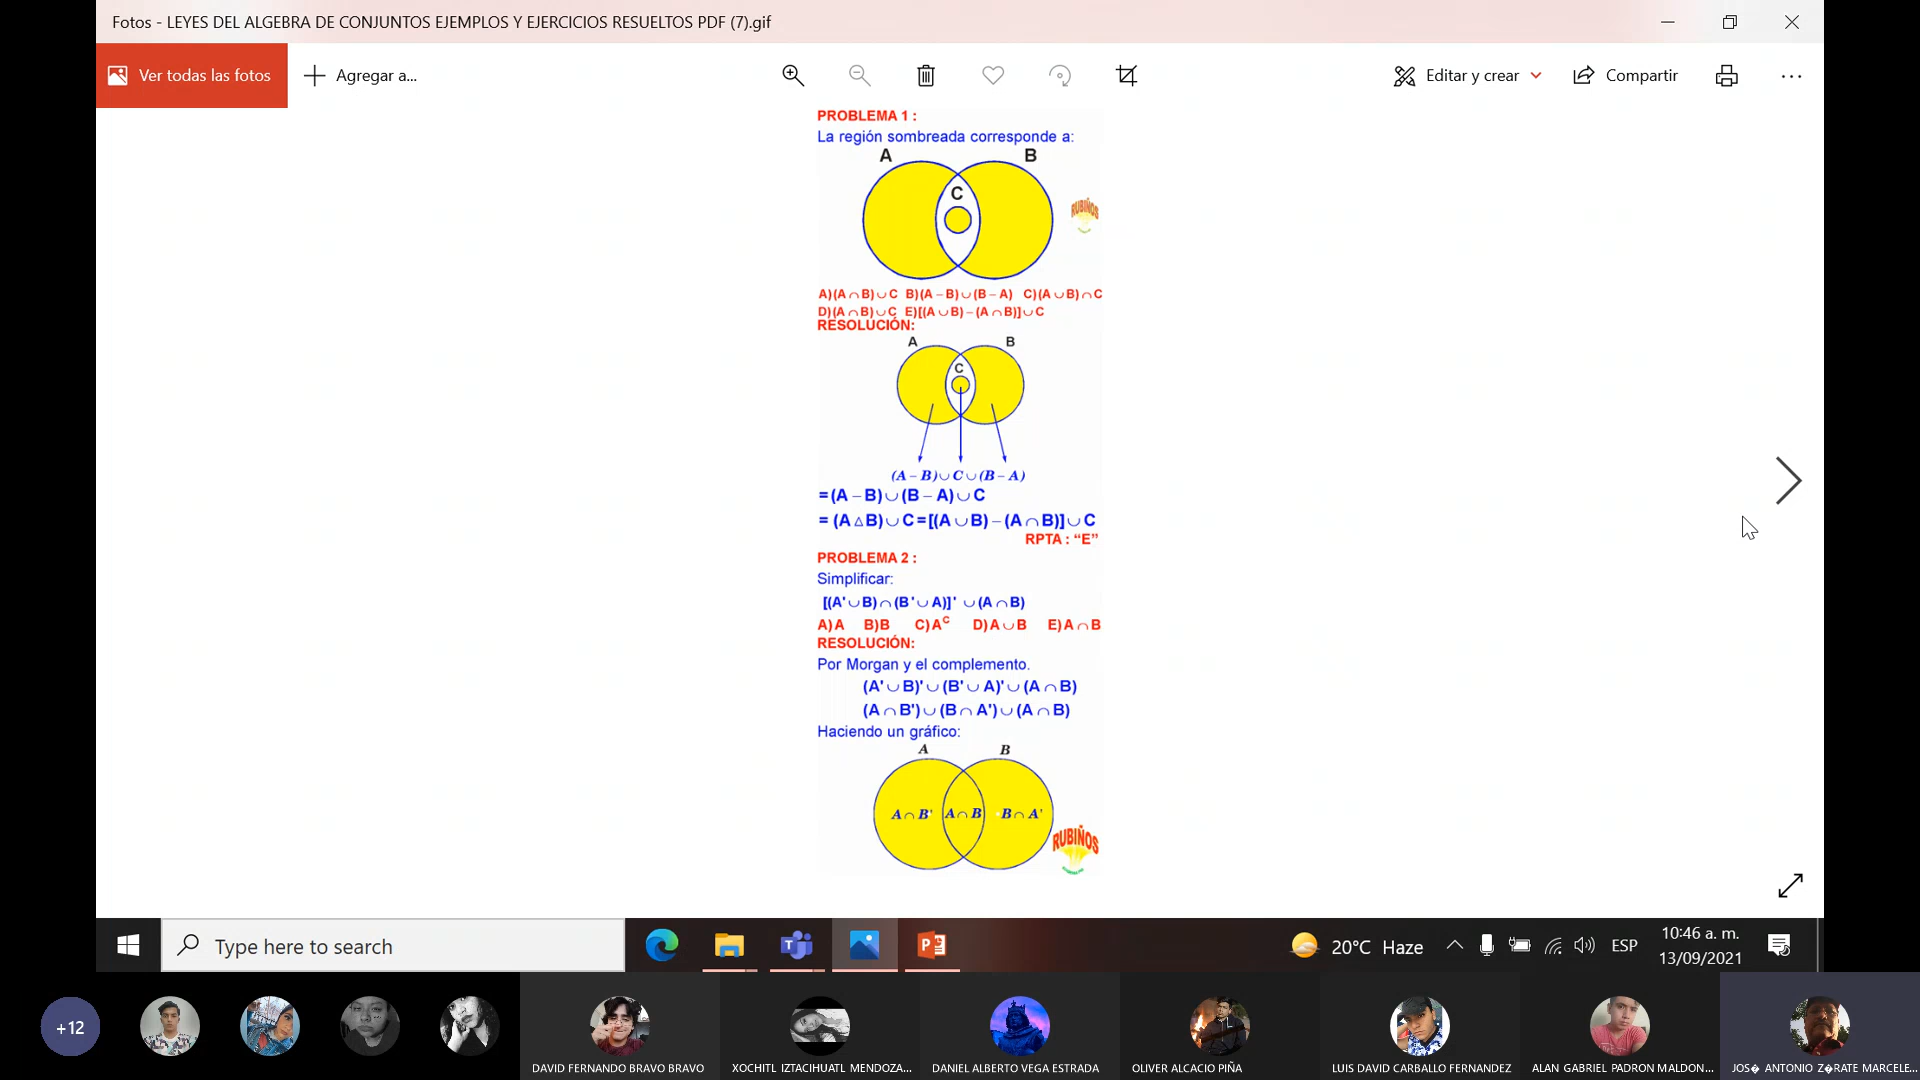 Fotos - LEYES DEL ALGEBRA DE CONJUNTOS EJEMPLOS Y EJERCICIOS RESUELTOS PDF (7).gif
Ver todas las fotos
Agregar a...
Editar y crear
Compartir
PROBLEMA 1 :
La región sombreada corresponde a:
A B
C
RUBIÑOS
A)(A ∩ B) ∪ C B)(A – B) ∪ (B – A) C)(A ∪ B) ∩ C
D)(A ∩ B) ∪ C E)[(A ∪ B) – (A ∩ B)] ∪ C
RESOLUCIÓN:
A B
C
(A – B) ∪ C ∪ (B – A)
= (A – B) ∪ (B – A) ∪ C
= (A △ B) ∪ C = [(A ∪ B) – (A ∩ B)] ∪ C
RPTA : “E”
PROBLEMA 2 :
Simplificar:
[(A' ∪ B) ∩ (B' ∪ A)]' ∪ (A ∩ B)
A) A B) B C) A^C D) A ∪ B E) A ∩ B
RESOLUCIÓN:
Por Morgan y el complemento.
(A' ∪ B)' ∪ (B' ∪ A)' ∪ (A ∩ B)
(A ∩ B') ∪ (B ∩ A') ∪ (A ∩ B)
Haciendo un gráfico:
A B
A ∩ B' A ∩ B B ∩ A'
RUBIÑOS
Type here to search
20°C Haze
ESP
10:46 a. m.
13/09/2021
+12
DAVID FERNANDO BRAVO BRAVO
XOCHITL IZTACIHUATL MENDOZA...
DANIEL ALBERTO VEGA ESTRADA
OLIVER ALCACIO PIÑA
LUIS DAVID CARBALLO FERNANDEZ
ALAN GABRIEL PADRON MALDON...
JOS� ANTONIO Z�RATE MARCELE...